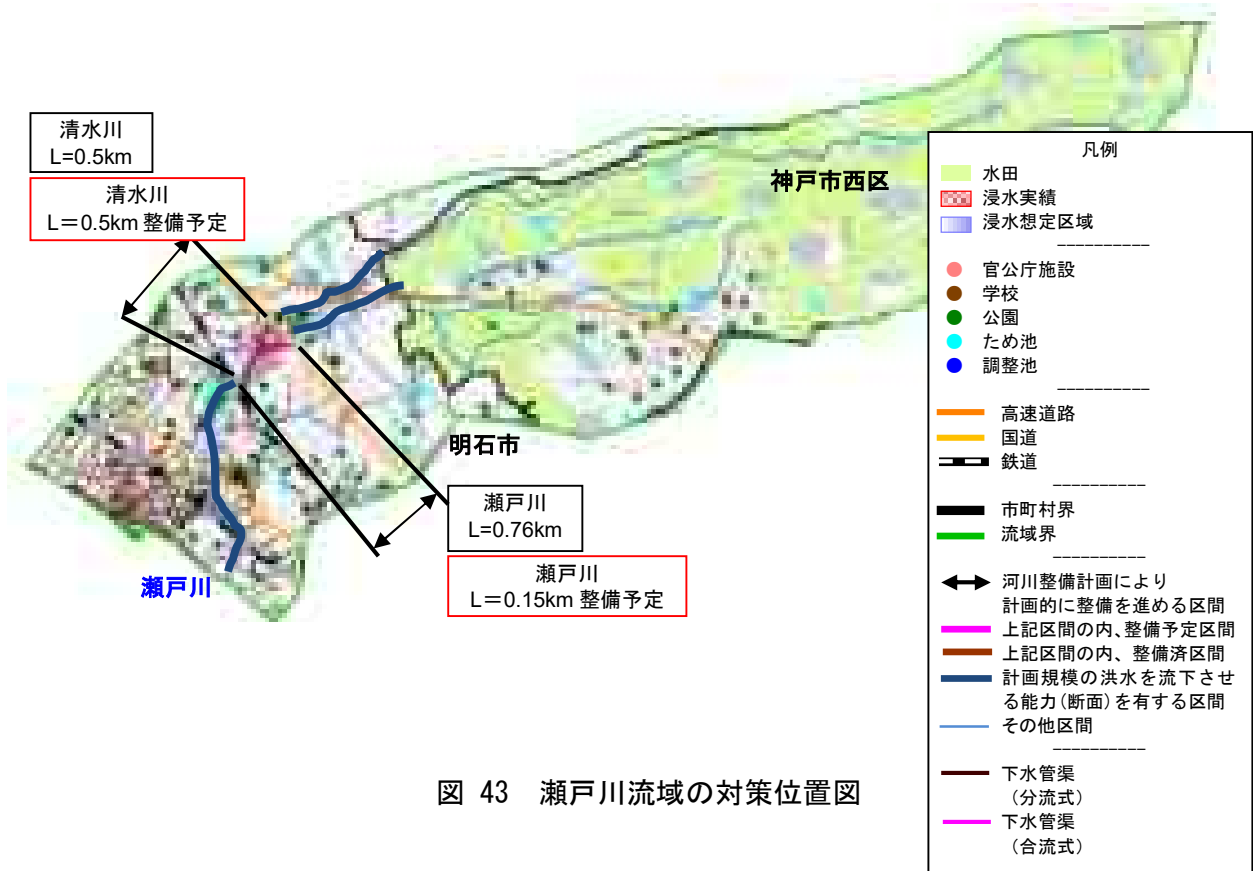 清水川
L=0.5km
清水川
L＝0.5km 整備予定
神戸市西区
明石市
瀬戸川
瀬戸川
L=0.76km
瀬戸川
L＝0.15km 整備予定
凡例
水田
浸水実績
浸水想定区域
官公庁施設
学校
公園
ため池
調整池
高速道路
国道
鉄道
市町村界
流域界
河川整備計画により
計画的に整備を進める区間
上記区間の内、整備予定区間
上記区間の内、整備済区間
計画規模の洪水を流下させ
る能力(断面)を有する区間
その他区間
下水管渠
（分流式）
下水管渠
（合流式）
図 43　瀬戸川流域の対策位置図